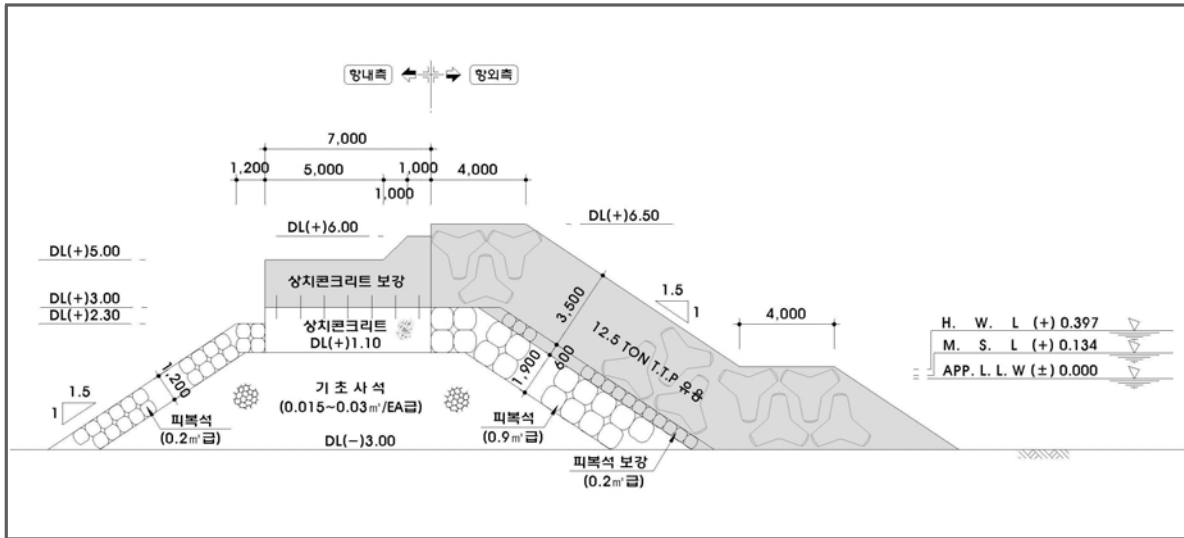 항내측 항외측
7,000
1,200 5,000 1,000 4,000
1,000
DL(+)6.50
DL(+)6.00
DL(+)5.00
상치콘크리트 보강
DL(+)3.00
DL(+)2.30
상치콘크리트
DL(+)1.10
3,500
1.5
1
12.5 TON T.T.P 유용
4,000
H. W. L (+) 0.397
M. S. L (+) 0.134
APP. L. L. W (±) 0.000
1,200
1,900
600
1.5
1
기 초 사 석
(0.015~0.03㎥/EA급)
피복석
(0.2㎥급)
피복석
(0.9㎥급)
DL(-)3.00
피복석 보강
(0.2㎥급)